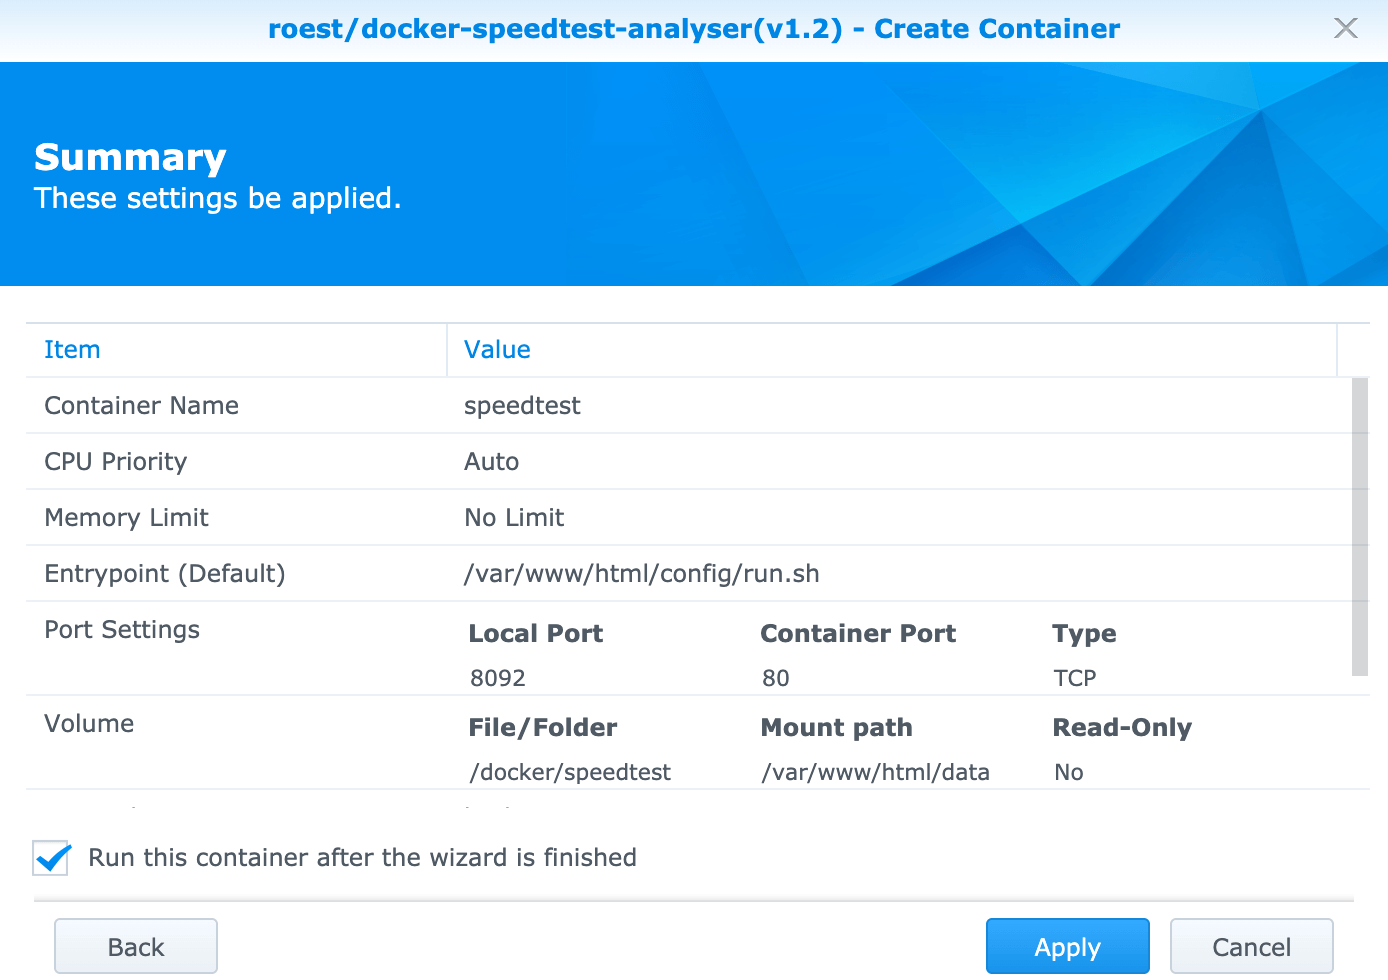 roest/docker-speedtest-analyser(v1.2) - Create Container
Summary
These settings be applied.
Item Value
Container Name speedtest
CPU Priority Auto
Memory Limit No Limit
Entrypoint (Default) /var/www/html/config/run.sh
Port Settings Local Port Container Port Type
8092 80 TCP
Volume File/Folder Mount path Read-Only
/docker/speedtest /var/www/html/data No
Run this container after the wizard is finished
Back Apply Cancel